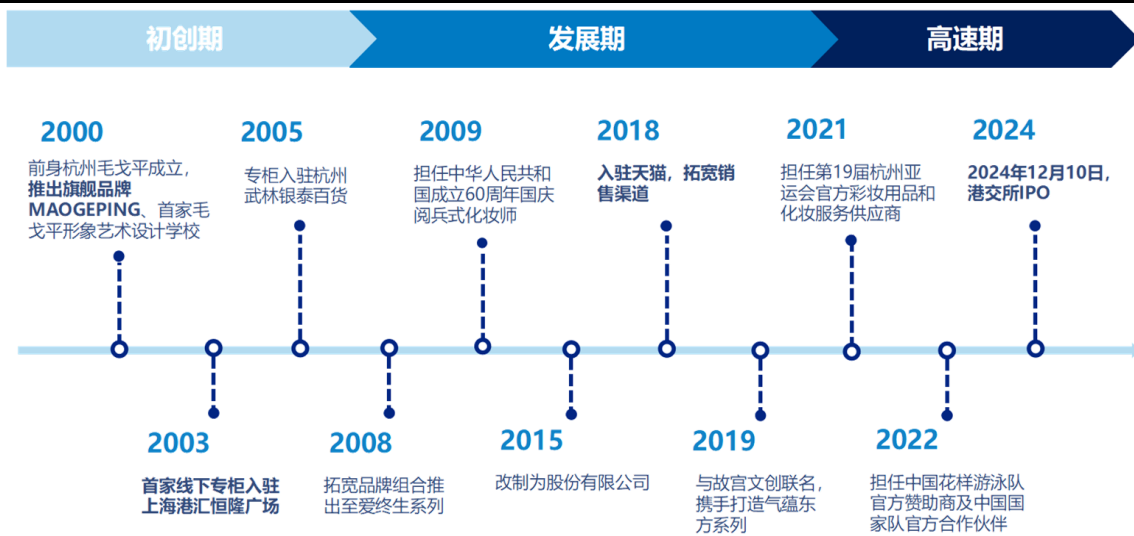 初创期
发展期
高速期
2000
前身杭州毛戈平成立，
推出旗舰品牌
MAOGEPING、首家毛
戈平形象艺术设计学校
2005
专柜入驻杭州
武林银泰百货
2009
担任中华人民共和
国成立60周年国庆
阅兵式化妆师
2018
入驻天猫，拓宽销
售渠道
2021
担任第19届杭州亚
运会官方彩妆用品和
化妆服务供应商
2024
2024年12月10日，
港交所IPO
2003
首家线下专柜入驻
上海港汇恒隆广场
2008
拓宽品牌组合推
出至爱终生系列
2015
改制为股份有限公司
2019
与故宫文创联名，
携手打造气蕴东
方系列
2022
担任中国花样游泳队
官方赞助商及中国国
家队官方合作伙伴